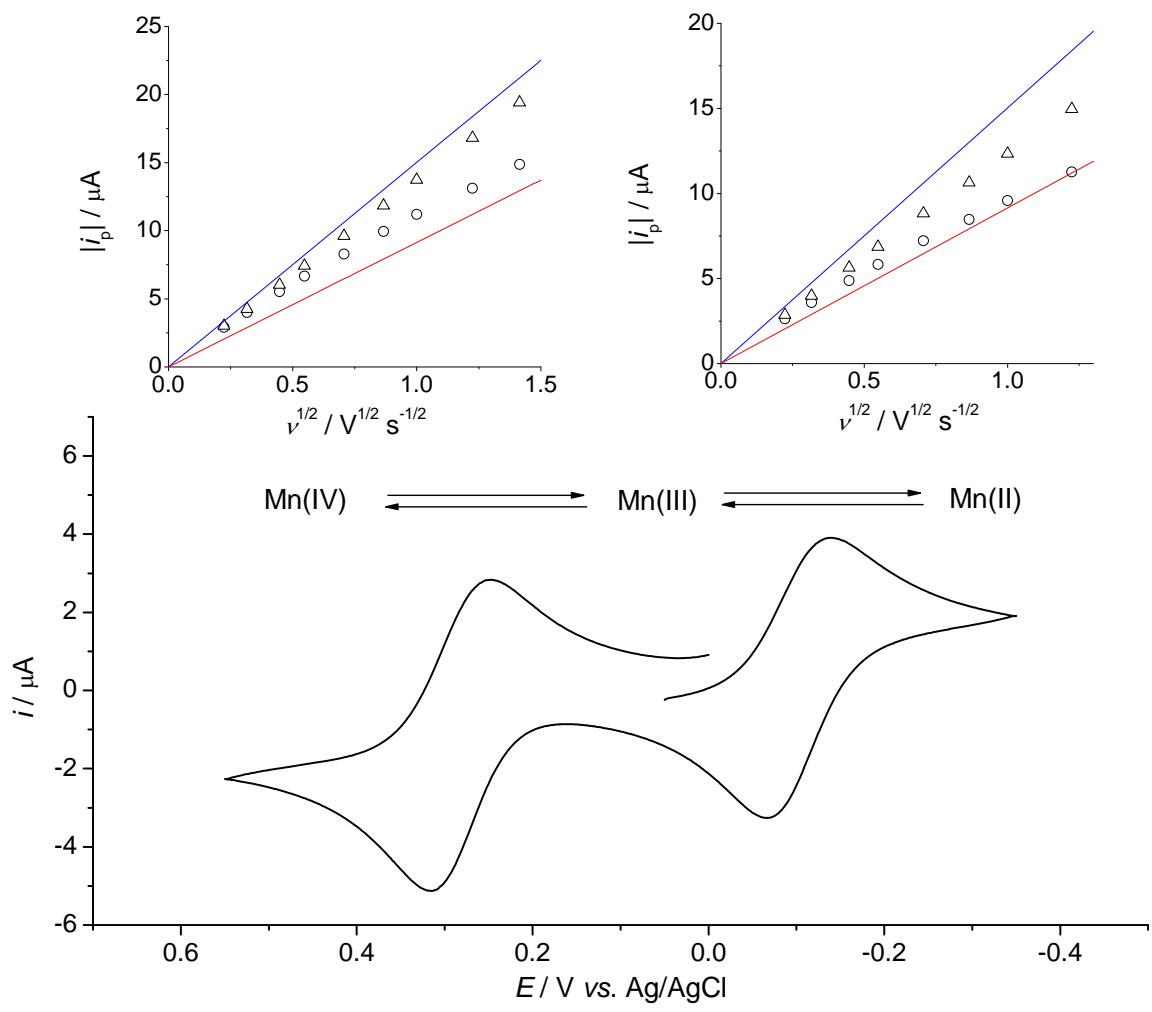 25
20
15
10
5
0
0.0 0.5 1.0 1.5
|i_p| / μA
ν^1/2 / V^1/2 s^-1/2
20
15
10
5
0
0.0 0.5 1.0
|i_p| / μA
ν^1/2 / V^1/2 s^-1/2
Mn(IV) Mn(III) Mn(II)
6
4
2
0
-2
-4
-6
i / μA
0.6 0.4 0.2 0.0 -0.2 -0.4
E / V vs. Ag/AgCl